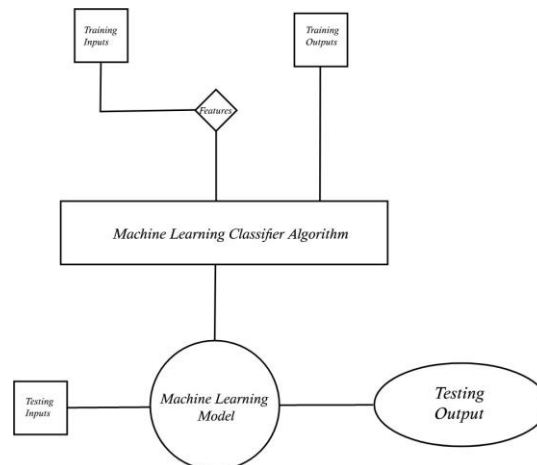 Training
Inputs
Training
Outputs
Features
Machine Learning Classifier Algorithm
Testing
Inputs
Machine Learning
Model
Testing
Output